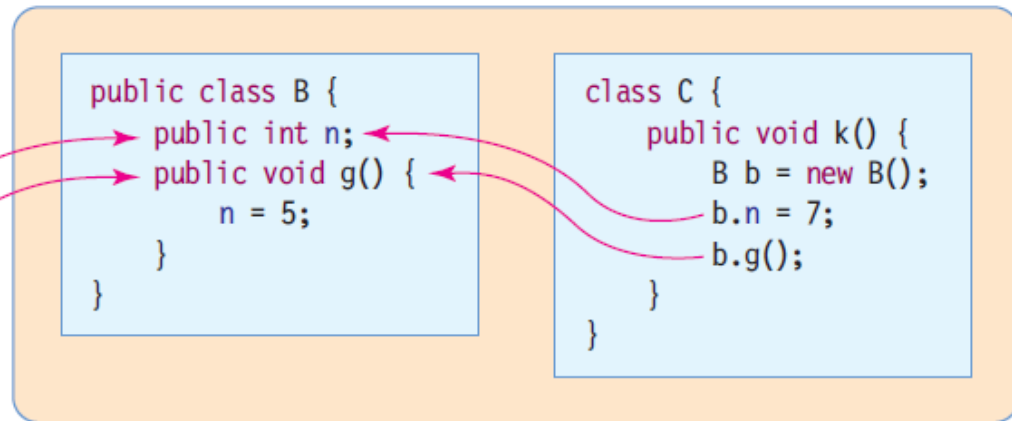 public class B {
public int n;
public void g() {
n = 5;
}
}
class C {
public void k() {
B b = new B();
b.n = 7;
b.g();
}
}